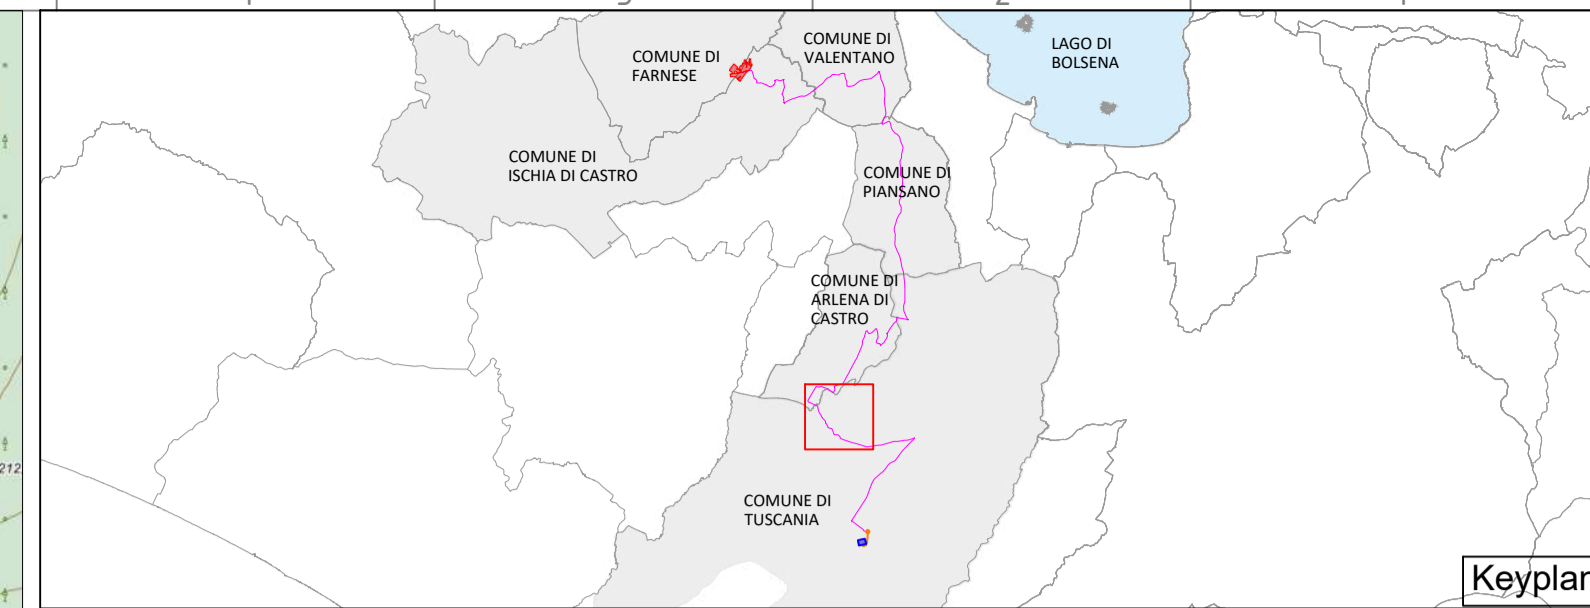 COMUNE DI
FARNESE
COMUNE DI
VALENTANO
LAGO DI
BOLSENA
COMUNE DI
ISCHIA DI CASTRO
COMUNE DI
PIANSANO
COMUNE DI
ARLENA DI
CASTRO
212
COMUNE DI
TUSCANIA
Keyplan